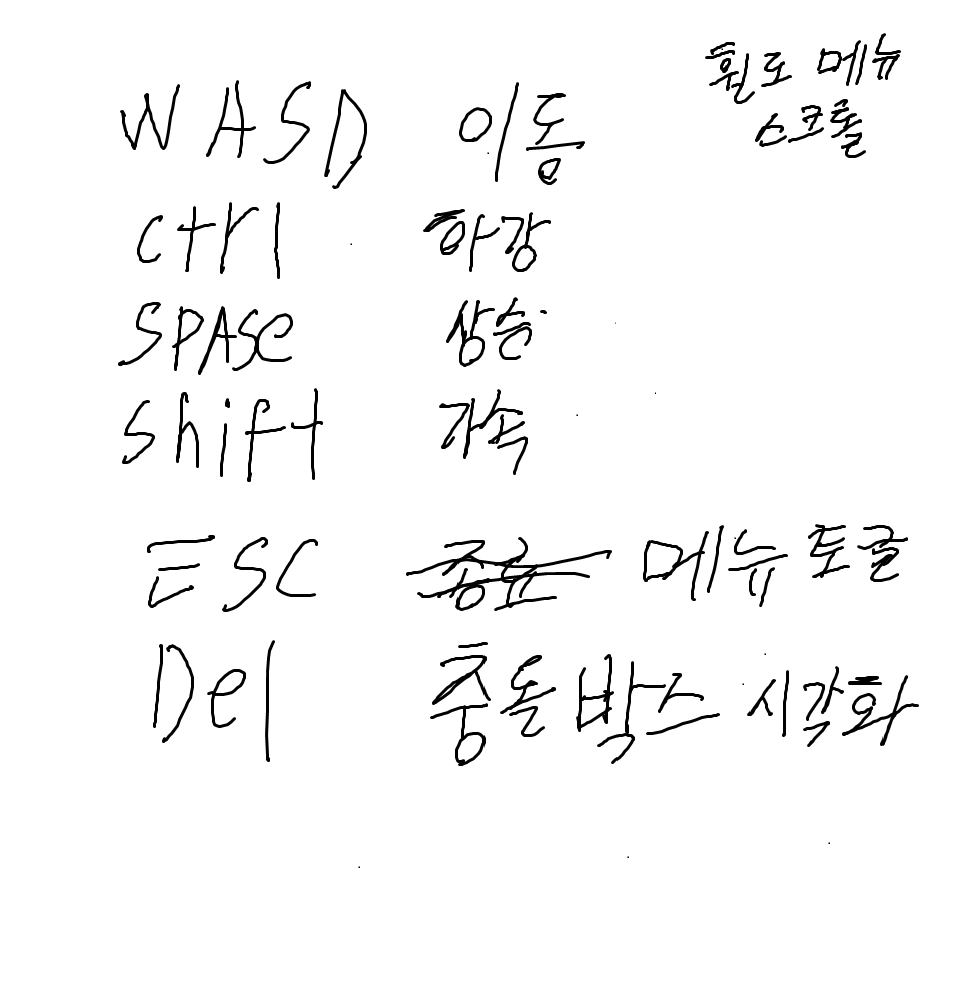 휠로 메뉴
스크롤
WASD 이동
ctrl 하강
SPASe 상승
shift 가속
ESC 종료 메뉴 토글
Del 충돌박스 시각화